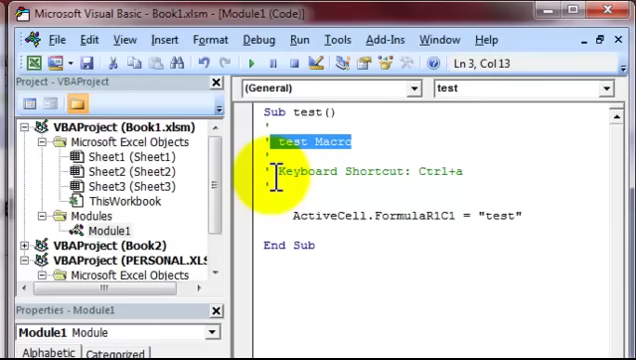 Microsoft Visual Basic - Book1.xlsm - [Module1 (Code)]
File Edit View Insert Format Debug Run
Tools Add-Ins Window Help
Ln 3, Col 13
Project - VBAProject
VBAProject (Book1.xlsm)
Microsoft Excel Objects
Sheet1 (Sheet1)
Sheet2 (Sheet2)
Sheet3 (Sheet3)
ThisWorkbook
Modules
Module1
VBAProject (Book2)
VBAProject (PERSONAL.XLS
Microsoft Excel Objects
Properties - Module1
Module1 Module
Alphabetic Categorized
(General) test
Sub test()
'
' test Macro
'
' Keyboard Shortcut: Ctrl+a
'
ActiveCell.FormulaR1C1 = "test"
End Sub